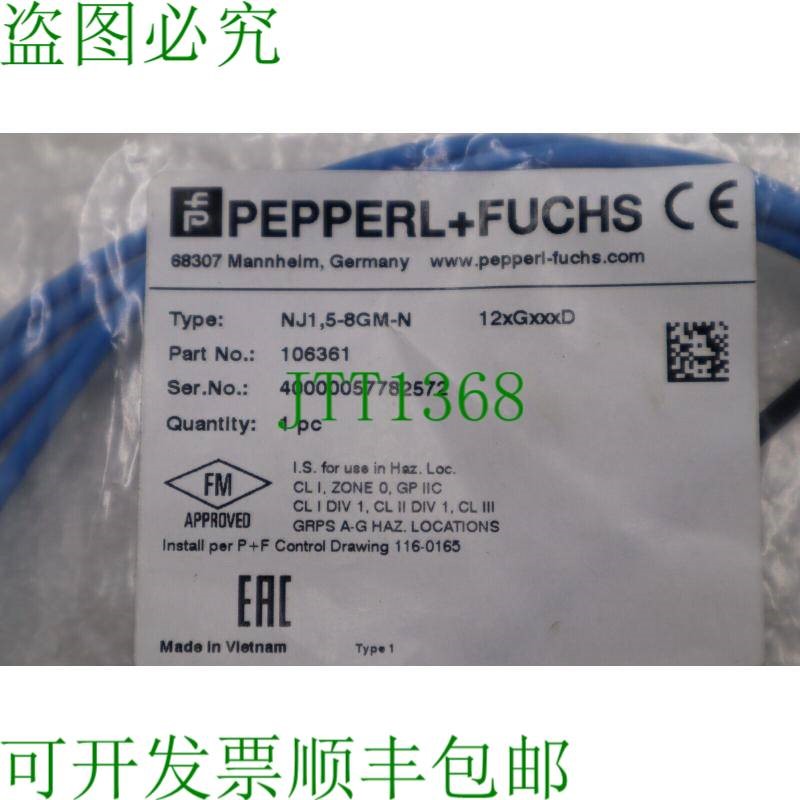 盗图必究
PEPPERL+FUCHS CE
68307 Mannheim, Germany www.pepperl-fuchs.com
Type: NJ1,5-8GM-N 12xGxxxD
Part No.: 106361
Ser.No.: 40000057782572
JTT1368
Quantity: 1 pc
FM
APPROVED
I.S. for use in Haz. Loc.
CL I, ZONE 0, GP IIC
CL I DIV 1, CL II DIV 1, CL III
GRPS A-G HAZ. LOCATIONS
Install per P+F Control Drawing 116-0165
EAC
Made in Vietnam Type 1
可开发票顺丰包邮